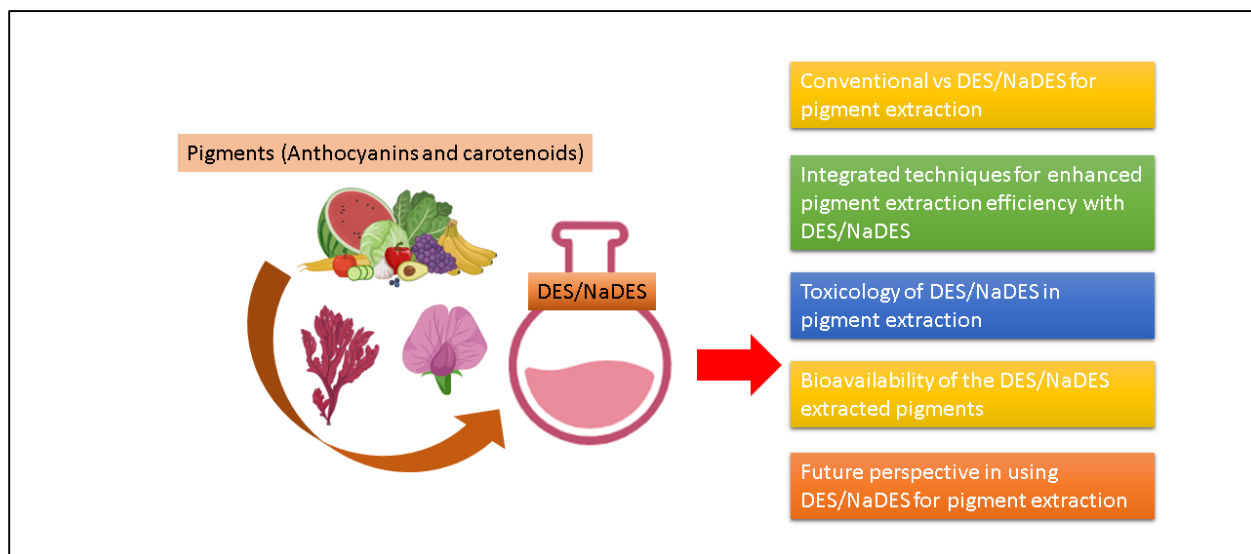 Pigments (Anthocyanins and carotenoids)
DES/NaDES
Conventional vs DES/NaDES for
pigment extraction
Integrated techniques for enhanced
pigment extraction efficiency with
DES/NaDES
Toxicology of DES/NaDES in
pigment extraction
Bioavailability of the DES/NaDES
extracted pigments
Future perspective in using
DES/NaDES for pigment extraction